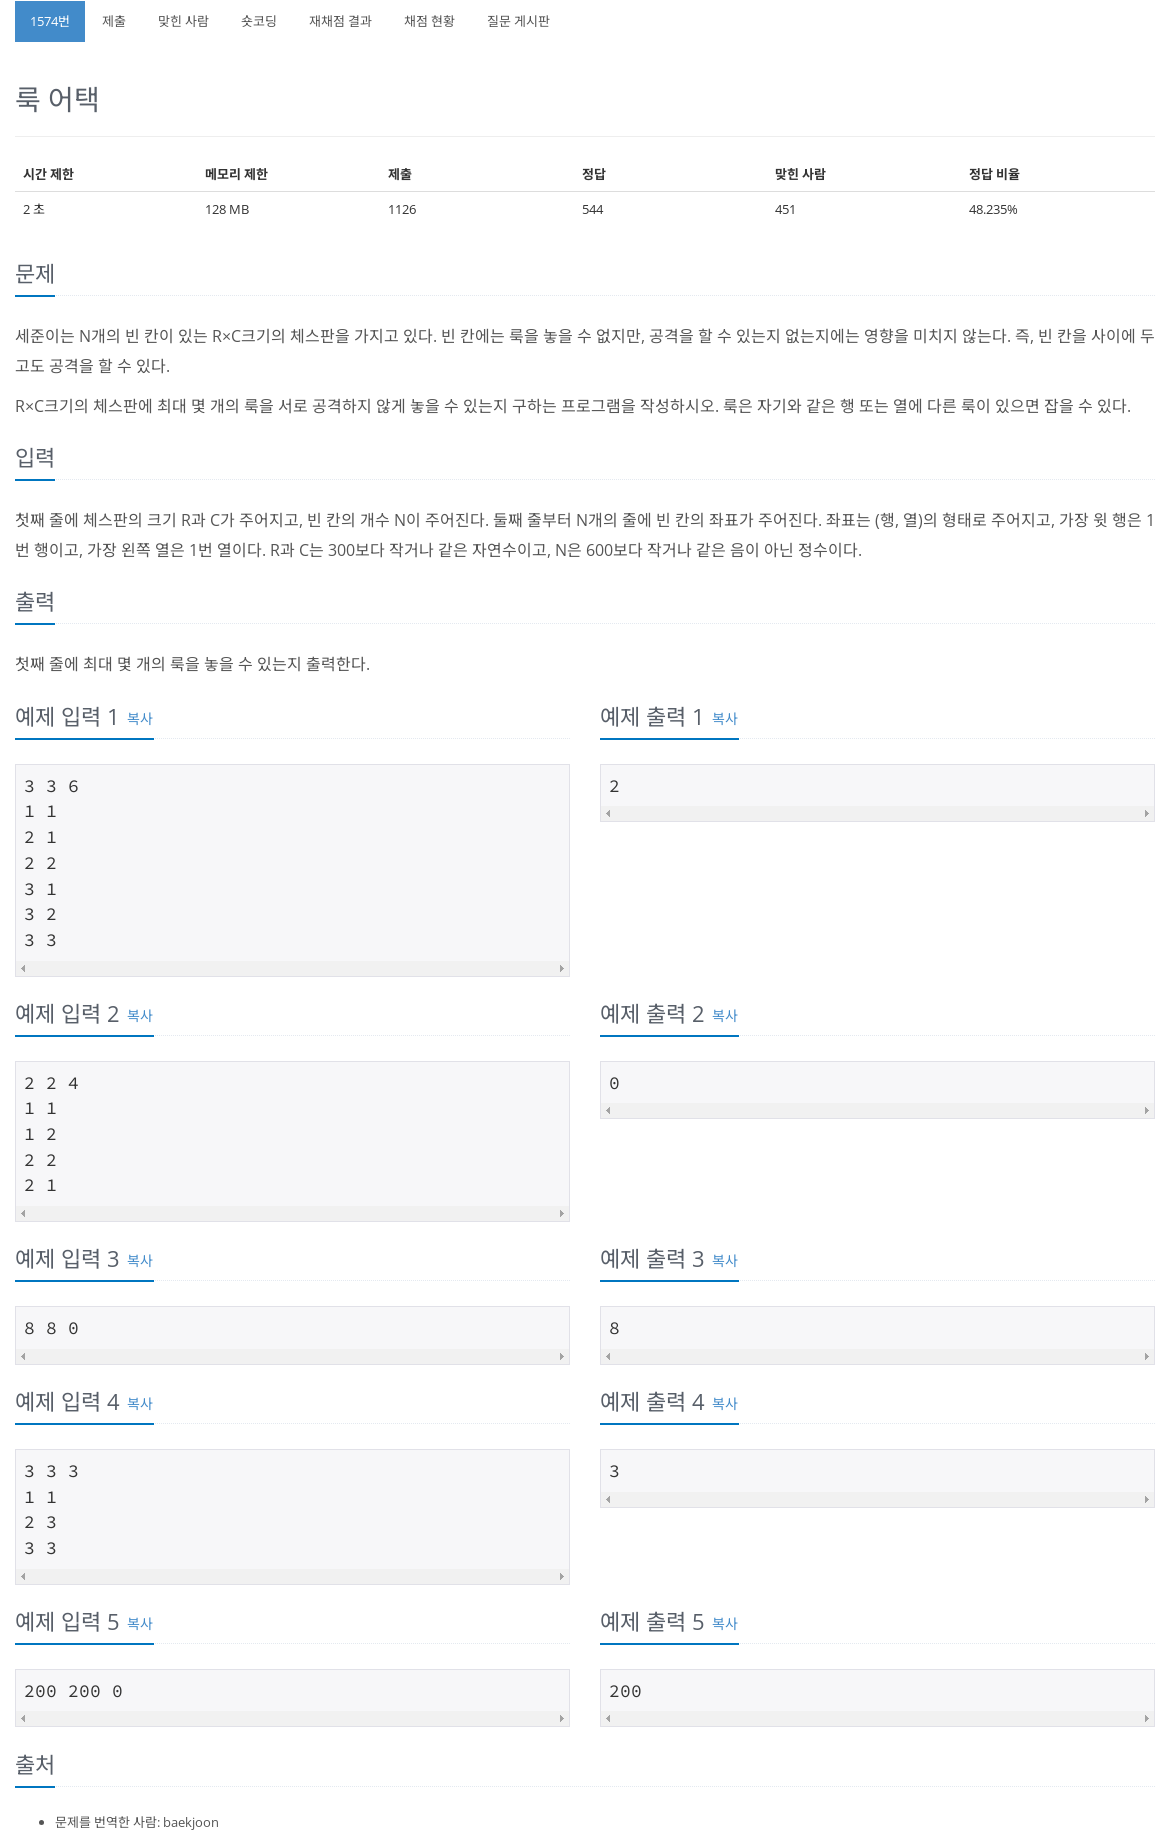 1574번 제출 맞힌 사람 숏코딩 재채점 결과 채점 현황 질문 게시판
룩 어택
시간 제한 메모리 제한 제출 정답 맞힌 사람 정답 비율
2 초 128 MB 1126 544 451 48.235%
문제
세준이는 N개의 빈 칸이 있는 R×C크기의 체스판을 가지고 있다. 빈 칸에는 룩을 놓을 수 없지만, 공격을 할 수 있는지 없는지에는 영향을 미치지 않는다. 즉, 빈 칸을 사이에 두
고도 공격을 할 수 있다.
R×C크기의 체스판에 최대 몇 개의 룩을 서로 공격하지 않게 놓을 수 있는지 구하는 프로그램을 작성하시오. 룩은 자기와 같은 행 또는 열에 다른 룩이 있으면 잡을 수 있다.
입력
첫째 줄에 체스판의 크기 R과 C가 주어지고, 빈 칸의 개수 N이 주어진다. 둘째 줄부터 N개의 줄에 빈 칸의 좌표가 주어진다. 좌표는 (행, 열)의 형태로 주어지고, 가장 윗 행은 1
번 행이고, 가장 왼쪽 열은 1번 열이다. R과 C는 300보다 작거나 같은 자연수이고, N은 600보다 작거나 같은 음이 아닌 정수이다.
출력
첫째 줄에 최대 몇 개의 룩을 놓을 수 있는지 출력한다.
예제 입력 1 복사
3 3 6
1 1
2 1
2 2
3 1
3 2
3 3
예제 출력 1 복사
2
예제 입력 2 복사
2 2 4
1 1
1 2
2 2
2 1
예제 출력 2 복사
0
예제 입력 3 복사
8 8 0
예제 출력 3 복사
8
예제 입력 4 복사
3 3 3
1 1
2 3
3 3
예제 출력 4 복사
3
예제 입력 5 복사
200 200 0
예제 출력 5 복사
200
출처
문제를 번역한 사람: baekjoon